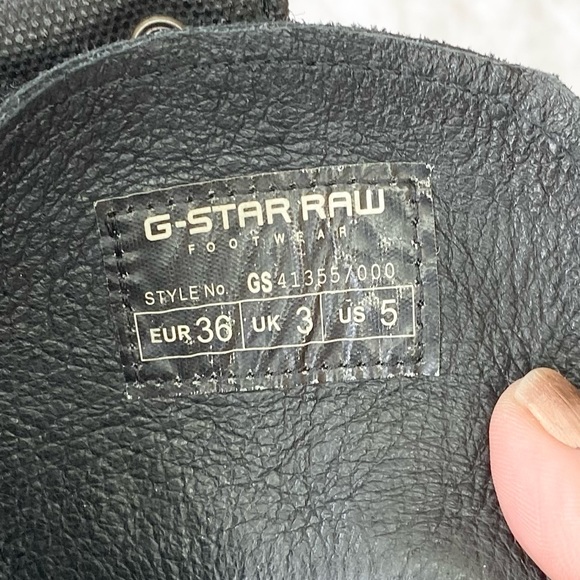 G-STAR RAW
FOOTWEAR
STYLE No. GS413557000
EUR 36 UK 3 US 5